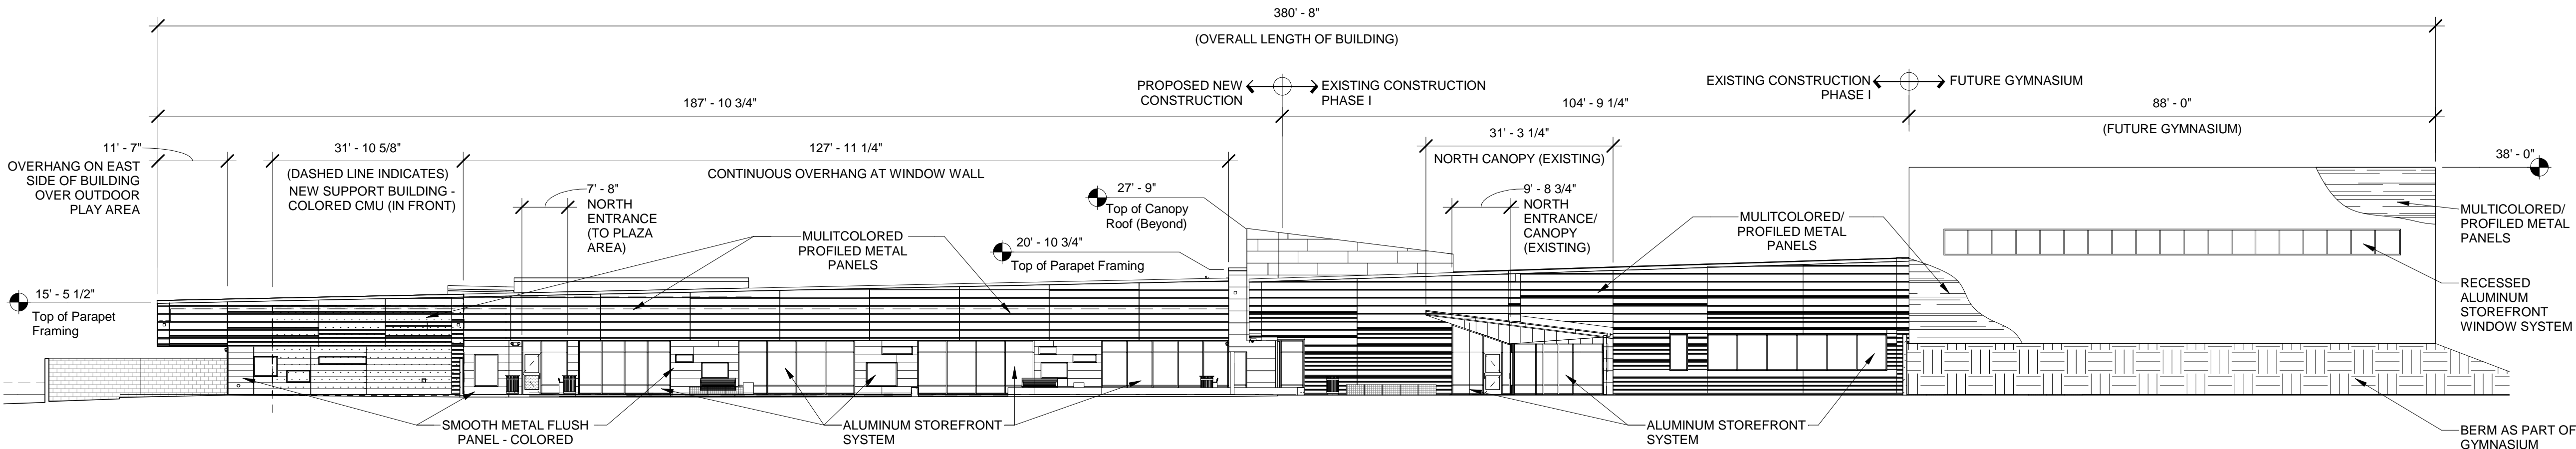 380' - 8"
(OVERALL LENGTH OF BUILDING)
PROPOSED NEW
CONSTRUCTION
EXISTING CONSTRUCTION
PHASE I
EXISTING CONSTRUCTION
PHASE I
FUTURE GYMNASIUM
187' - 10 3/4"
104' - 9 1/4"
88' - 0"
(FUTURE GYMNASIUM)
11' - 7"
OVERHANG ON EAST
SIDE OF BUILDING
OVER OUTDOOR
PLAY AREA
31' - 10 5/8"
(DASHED LINE INDICATES)
NEW SUPPORT BUILDING -
COLORED CMU (IN FRONT)
127' - 11 1/4"
CONTINUOUS OVERHANG AT WINDOW WALL
31' - 3 1/4"
NORTH CANOPY (EXISTING)
38' - 0"
7' - 8"
NORTH
ENTRANCE
(TO PLAZA
AREA)
27' - 9"
Top of Canopy
Roof (Beyond)
9' - 8 3/4"
NORTH
ENTRANCE/
CANOPY
(EXISTING)
MULITCOLORED
PROFILED METAL
PANELS
20' - 10 3/4"
Top of Parapet Framing
MULITCOLORED/
PROFILED METAL
PANELS
MULTICOLORED/
PROFILED METAL
PANELS
15' - 5 1/2"
Top of Parapet
Framing
RECESSED
ALUMINUM
STOREFRONT
WINDOW SYSTEM
SMOOTH METAL FLUSH
PANEL - COLORED
ALUMINUM STOREFRONT
SYSTEM
ALUMINUM STOREFRONT
SYSTEM
BERM AS PART OF
GYMNASIUM